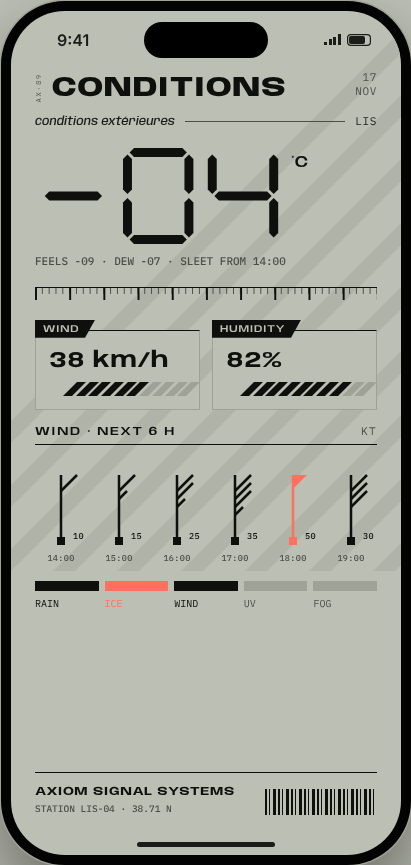 9:41
AX-09
CONDITIONS
17
NOV
conditions extérieures
LIS
-04 °C
FEELS -09 · DEW -07 · SLEET FROM 14:00
WIND
38 km/h
HUMIDITY
82%
WIND · NEXT 6 H
KT
10 15 25 35 50 30
14:00 15:00 16:00 17:00 18:00 19:00
RAIN ICE WIND UV FOG
AXIOM SIGNAL SYSTEMS
STATION LIS-04 · 38.71 N